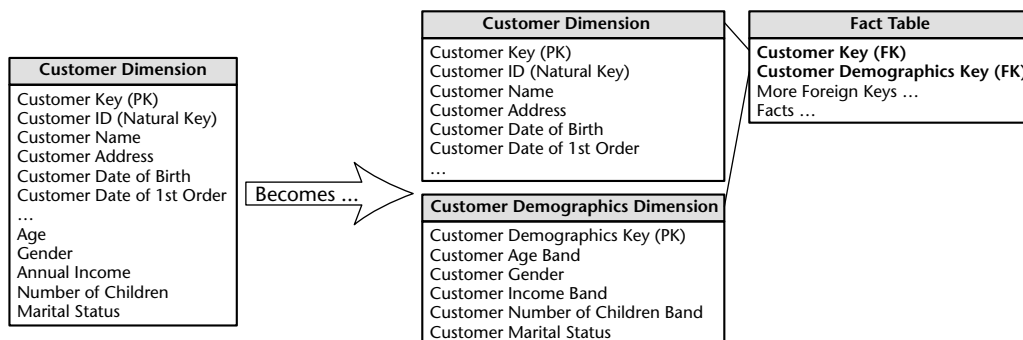 Customer Dimension
Customer Key (PK)
Customer ID (Natural Key)
Customer Name
Customer Address
Customer Date of Birth
Customer Date of 1st Order
…
Age
Gender
Annual Income
Number of Children
Marital Status
Becomes …
Customer Dimension
Customer Key (PK)
Customer ID (Natural Key)
Customer Name
Customer Address
Customer Date of Birth
Customer Date of 1st Order
…
Customer Demographics Dimension
Customer Demographics Key (PK)
Customer Age Band
Customer Gender
Customer Income Band
Customer Number of Children Band
Customer Marital Status
Fact Table
Customer Key (FK)
Customer Demographics Key (FK)
More Foreign Keys …
Facts …